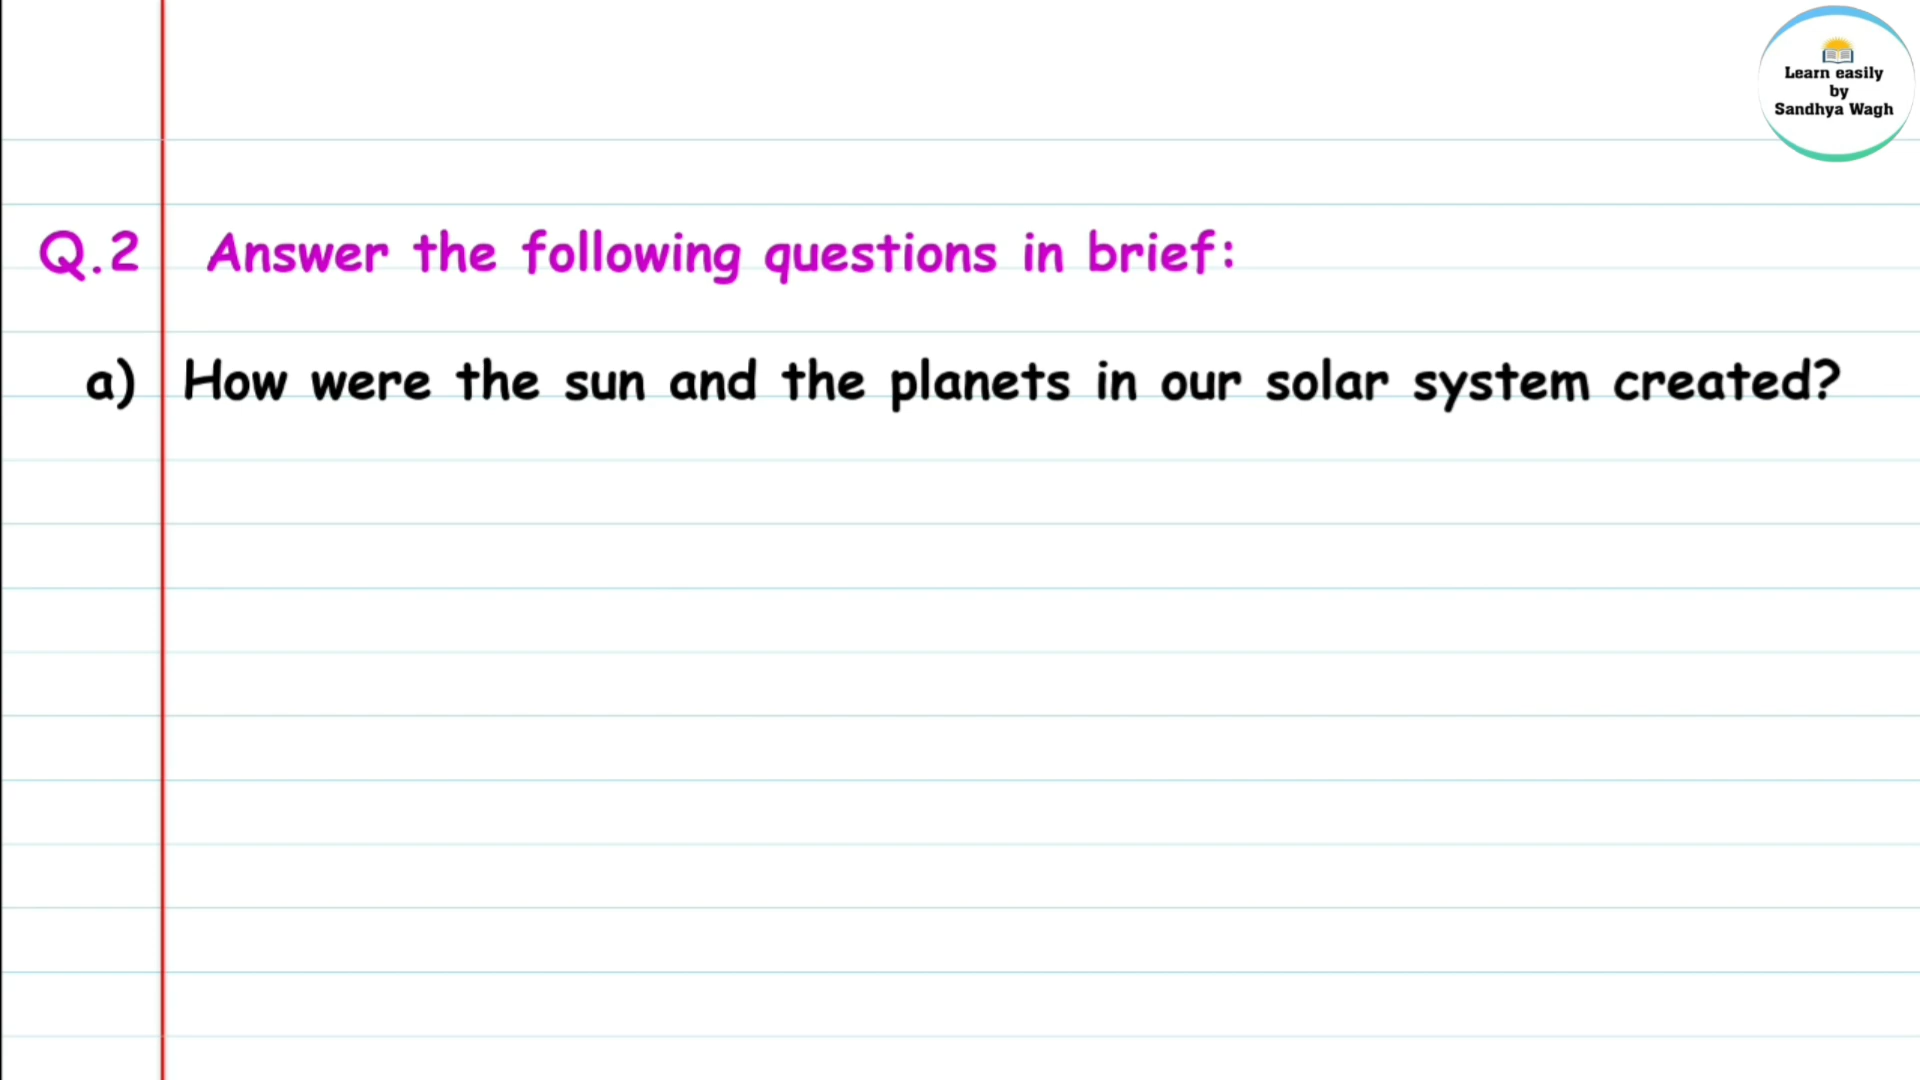 Learn easily
by
Sandhya Wagh
Q.2 Answer the following questions in brief:
a) How were the sun and the planets in our solar system created?